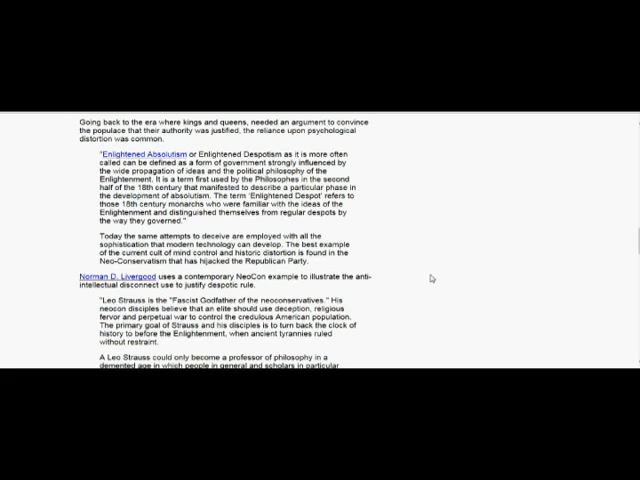 Going back to the era where kings and queens, needed an argument to convince
the populace that their authority was justified, the reliance upon psychological
distortion was common.
"Enlightened Absolutism or Enlightened Despotism as it is more often
called can be defined as a form of government strongly influenced by
the wide propagation of ideas and the political philosophy of the
Enlightenment. It is a term first used by the Philosophes in the second
half of the 18th century that manifested to describe a particular phase in
the development of absolutism. The term 'Enlightened Despot' refers to
those 18th century monarchs who were familiar with the ideas of the
Enlightenment and distinguished themselves from regular despots by
the way they governed."
Today the same attempts to deceive are employed with all the
sophistication that modern technology can develop. The best example
of the current cult of mind control and historic distortion is found in the
Neo-Conservatism that has hijacked the Republican Party.
Norman D. Livergood uses a contemporary NeoCon example to illustrate the anti-
intellectual disconnect use to justify despotic rule.
"Leo Strauss is the "Fascist Godfather of the neoconservatives." His
neocon disciples believe that an elite should use deception, religious
fervor and perpetual war to control the credulous American population.
The primary goal of Strauss and his disciples is to turn back the clock of
history to before the Enlightenment, when ancient tyrannies ruled
without restraint.
A Leo Strauss could only become a professor of philosophy in a
demented age in which people in general and scholars in particular